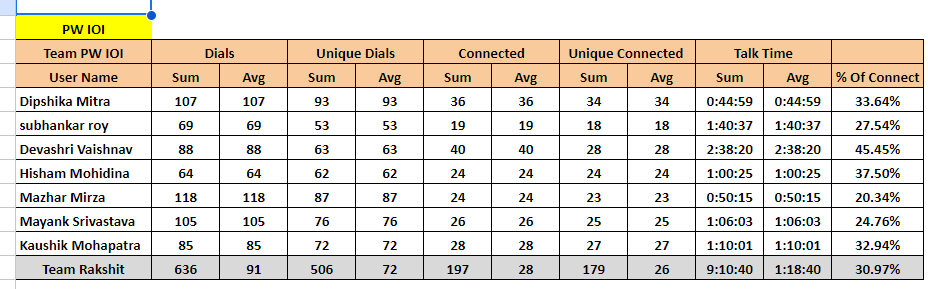 PW IOI
Team PW IOI Dials Unique Dials Connected Unique Connected Talk Time
User Name Sum Avg Sum Avg Sum Avg Sum Avg Sum Avg % Of Connect
Dipshika Mitra 107 107 93 93 36 36 34 34 0:44:59 0:44:59 33.64%
subhankar roy 69 69 53 53 19 19 18 18 1:40:37 1:40:37 27.54%
Devashri Vaishnav 88 88 63 63 40 40 28 28 2:38:20 2:38:20 45.45%
Hisham Mohidina 64 64 62 62 24 24 24 24 1:00:25 1:00:25 37.50%
Mazhar Mirza 118 118 87 87 24 24 23 23 0:50:15 0:50:15 20.34%
Mayank Srivastava 105 105 76 76 26 26 25 25 1:06:03 1:06:03 24.76%
Kaushik Mohapatra 85 85 72 72 28 28 27 27 1:10:01 1:10:01 32.94%
Team Rakshit 636 91 506 72 197 28 179 26 9:10:40 1:18:40 30.97%